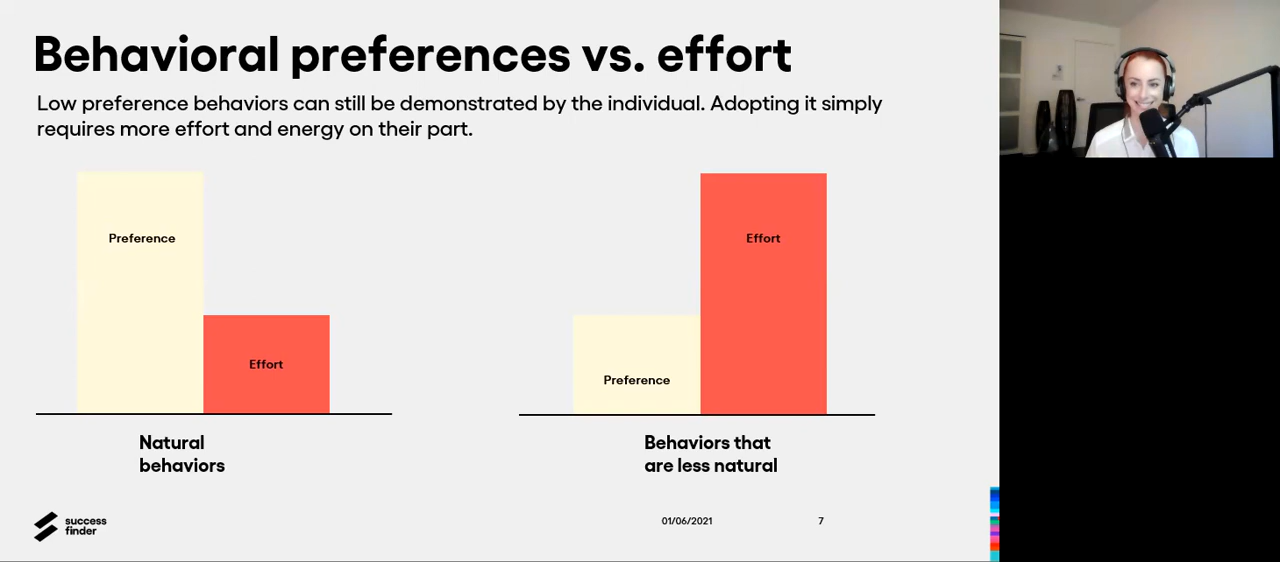 Behavioral preferences vs. effort
Low preference behaviors can still be demonstrated by the individual. Adopting it simply
requires more effort and energy on their part.
Preference
Effort
Natural
behaviors
Effort
Preference
Behaviors that
are less natural
success
finder
01/06/2021
7